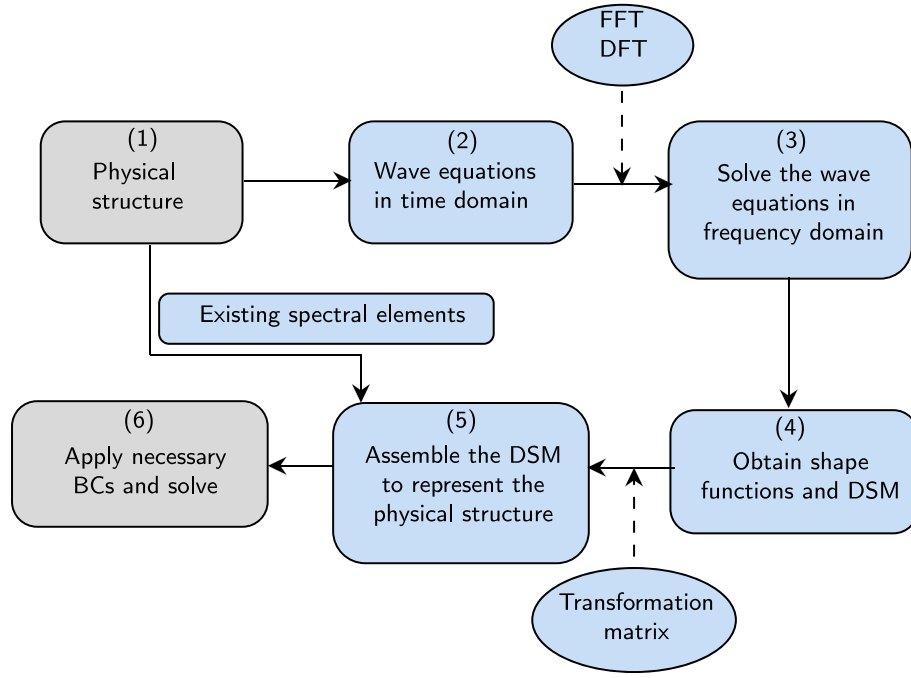 FFT
DFT
(1)
Physical
structure
(2)
Wave equations
in time domain
(3)
Solve the wave
equations in
frequency domain
Existing spectral elements
(6)
Apply necessary
BCs and solve
(5)
Assemble the DSM
to represent the
physical structure
(4)
Obtain shape
functions and DSM
Transformation
matrix